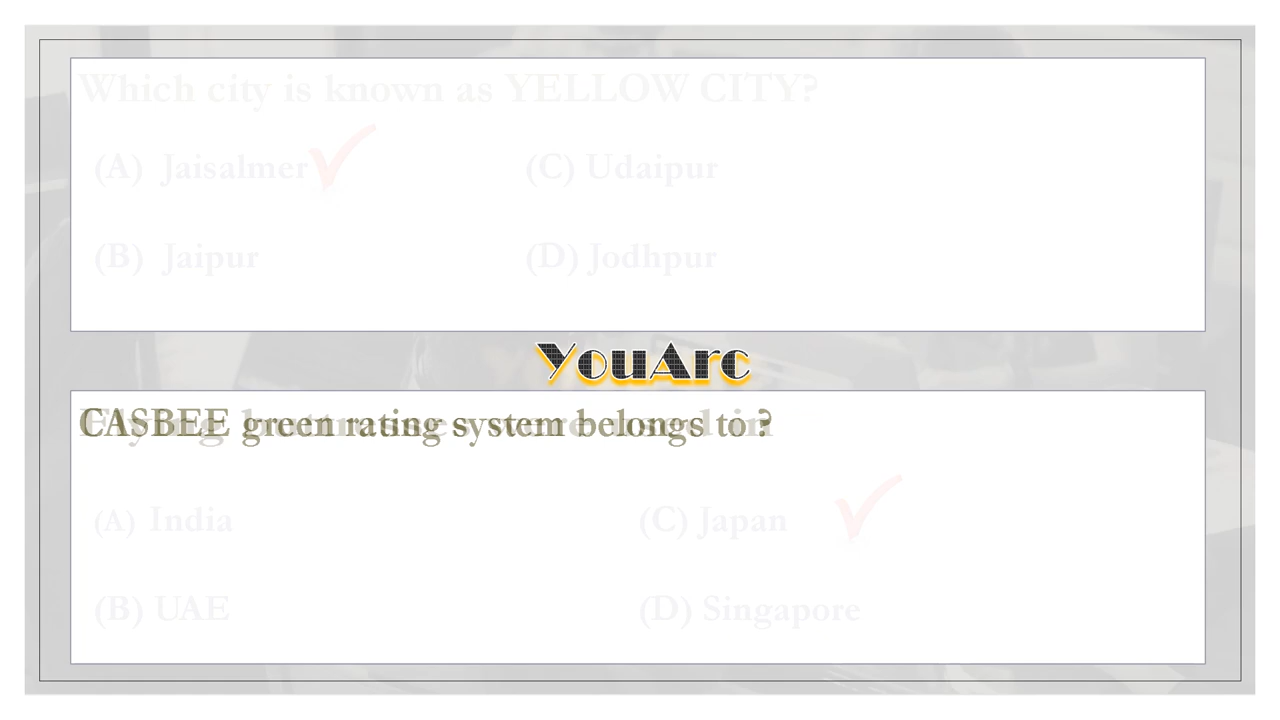 Which city is known as YELLOW CITY?
(A) Jaisalmer (C) Udaipur
(B) Jaipur (D) Jodhpur
YouArc
CASBEE green rating system belongs to ?
(A) India (C) Japan
(B) UAE (D) Singapore